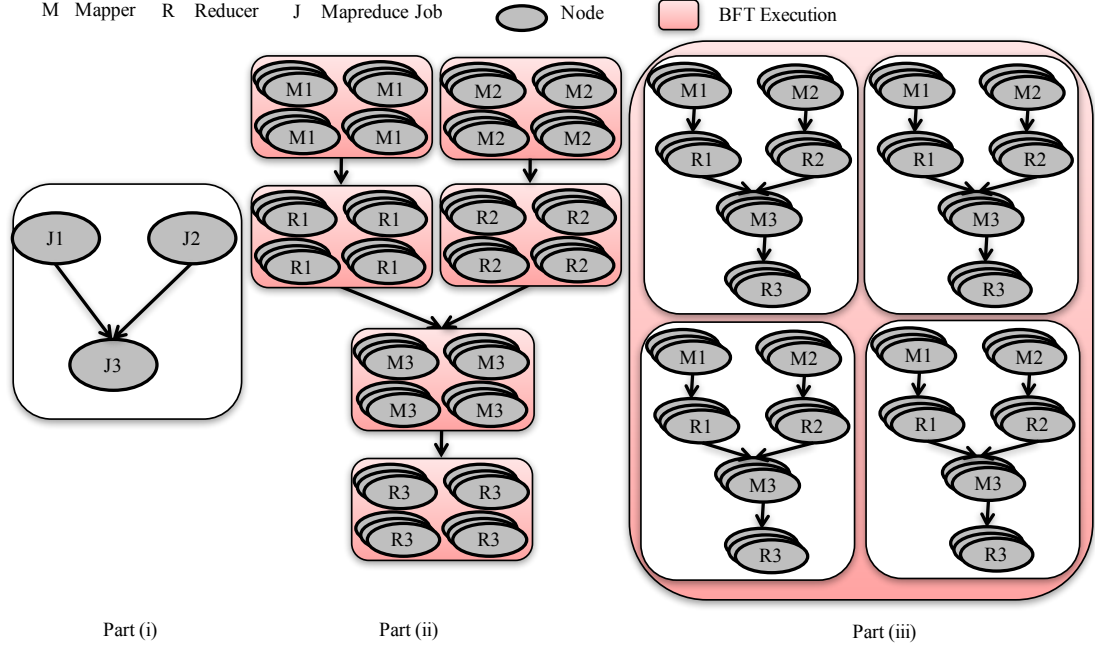 M Mapper R Reducer J Mapreduce Job Node BFT Execution
J1 J2
J3
M1 M1 M2 M2
M1 M1 M2 M2
R1 R1 R2 R2
R1 R1 R2 R2
M3 M3
M3 M3
R3 R3
R3 R3
M1 M2
R1 R2
M3
R3
M1 M2
R1 R2
M3
R3
M1 M2
R1 R2
M3
R3
M1 M2
R1 R2
M3
R3
Part (i) Part (ii) Part (iii)